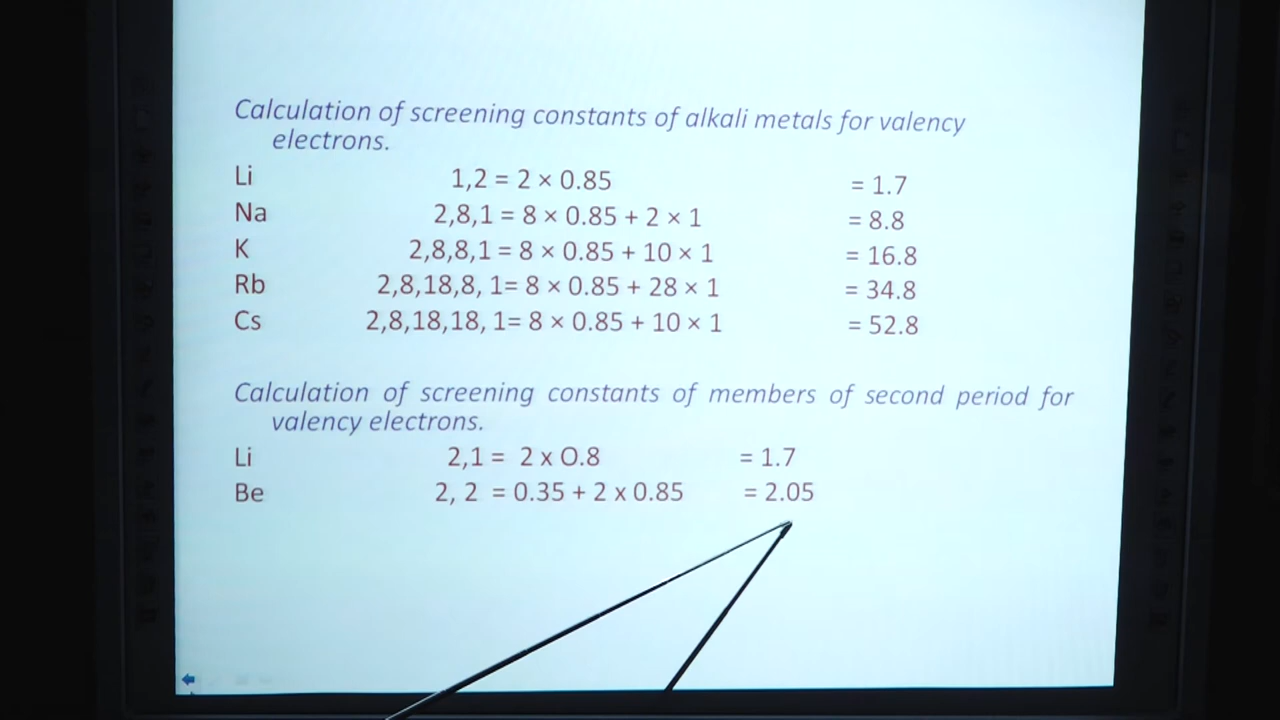 Calculation of screening constants of alkali metals for valency
electrons.
Li 1,2 = 2 × 0.85 = 1.7
Na 2,8,1 = 8 × 0.85 + 2 × 1 = 8.8
K 2,8,8,1 = 8 × 0.85 + 10 × 1 = 16.8
Rb 2,8,18,8, 1= 8 × 0.85 + 28 × 1 = 34.8
Cs 2,8,18,18, 1= 8 × 0.85 + 10 × 1 = 52.8
Calculation of screening constants of members of second period for
valency electrons.
Li 2,1 = 2 x O.8 = 1.7
Be 2, 2 = 0.35 + 2 x 0.85 = 2.05